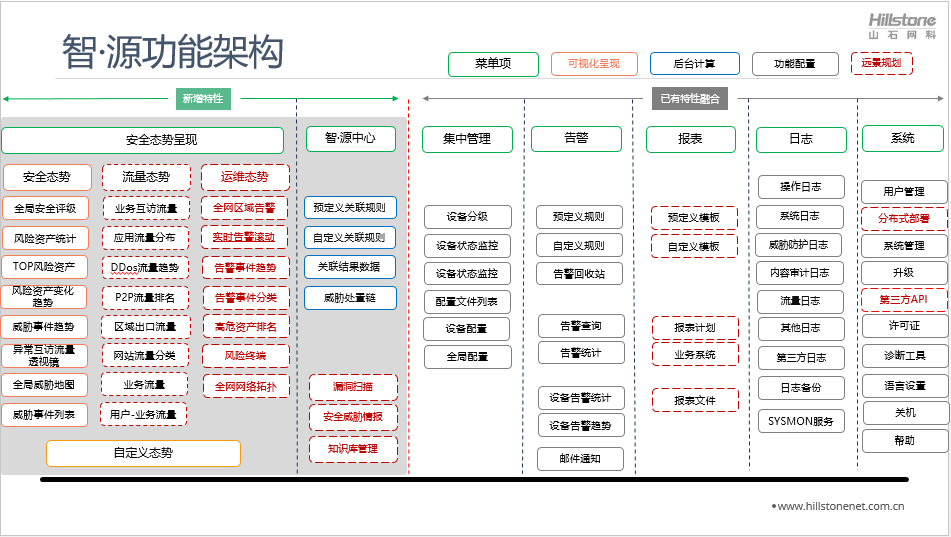 Hillstone
山石网科
智·源功能架构
菜单项
可视化呈现
后台计算
功能配置
远景规划
新增特性
已有特性融合
安全态势呈现
智·源中心
集中管理
告警
报表
日志
系统
安全态势
流量态势
运维态势
全局安全评级
风险资产统计
TOP风险资产
风险资产变化
趋势
威胁事件趋势
异常互访流量
透视镜
全局威胁地图
威胁事件列表
业务互访流量
应用流量分布
DDos流量趋势
P2P流量排名
区域出口流量
网站流量分类
业务流量
用户-业务流量
全网区域告警
实时告警滚动
告警事件趋势
告警事件分类
高危资产排名
风险终端
全网网络拓扑
自定义态势
预定义关联规则
自定义关联规则
关联结果数据
威胁处置链
漏洞扫描
安全威胁情报
知识库管理
设备分级
设备状态监控
设备状态监控
配置文件列表
设备配置
全局配置
预定义规则
自定义规则
告警回收站
告警查询
告警统计
设备告警统计
设备告警趋势
邮件通知
预定义模板
自定义模板
报表计划
业务系统
报表文件
操作日志
系统日志
威胁防护日志
内容审计日志
流量日志
其他日志
第三方日志
日志备份
SYSMON服务
用户管理
分布式部署
系统管理
升级
第三方API
许可证
诊断工具
语言设置
关机
帮助
•www.hillstonenet.com.cn